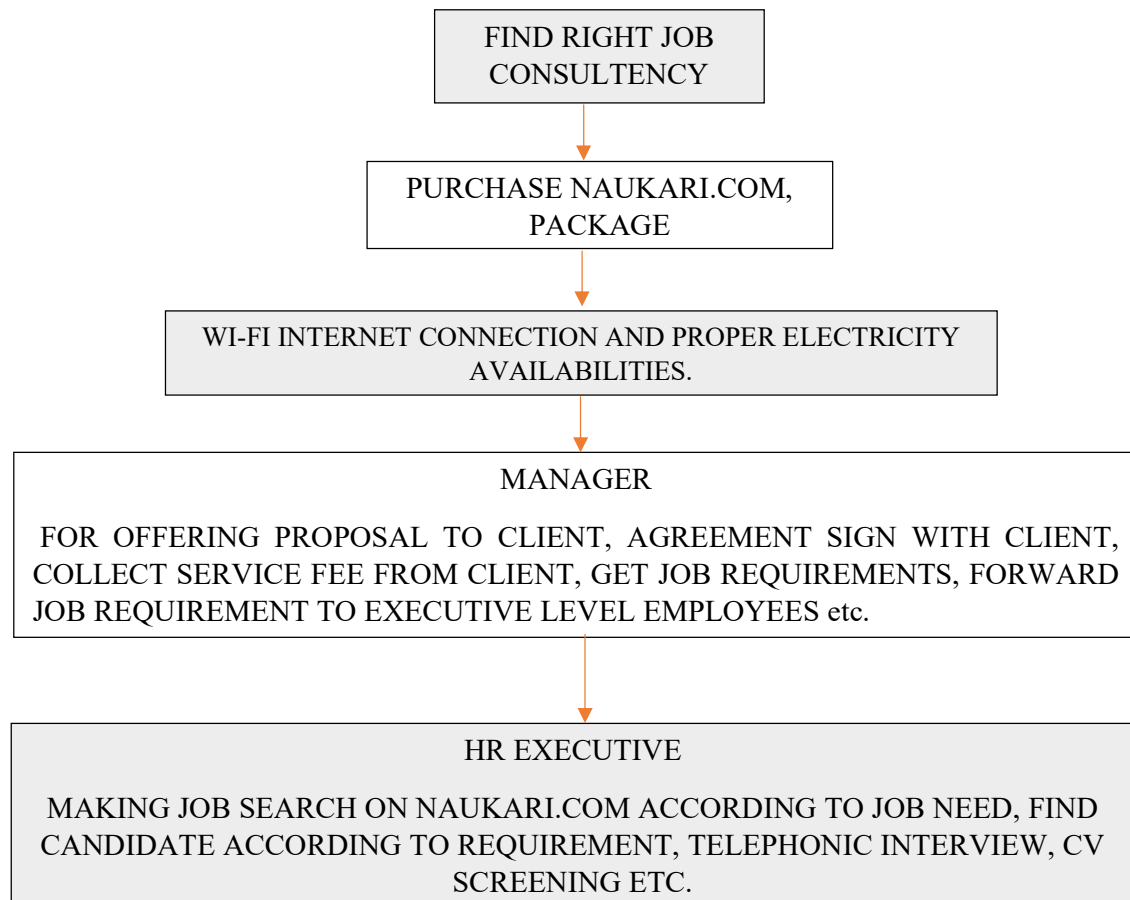 FIND RIGHT JOB
CONSULTENCY
PURCHASE NAUKARI.COM,
PACKAGE
WI-FI INTERNET CONNECTION AND PROPER ELECTRICITY
AVAILABILITIES.
MANAGER
FOR OFFERING PROPOSAL TO CLIENT, AGREEMENT SIGN WITH CLIENT,
COLLECT SERVICE FEE FROM CLIENT, GET JOB REQUIREMENTS, FORWARD
JOB REQUIREMENT TO EXECUTIVE LEVEL EMPLOYEES etc.
HR EXECUTIVE
MAKING JOB SEARCH ON NAUKARI.COM ACCORDING TO JOB NEED, FIND
CANDIDATE ACCORDING TO REQUIREMENT, TELEPHONIC INTERVIEW, CV
SCREENING ETC.